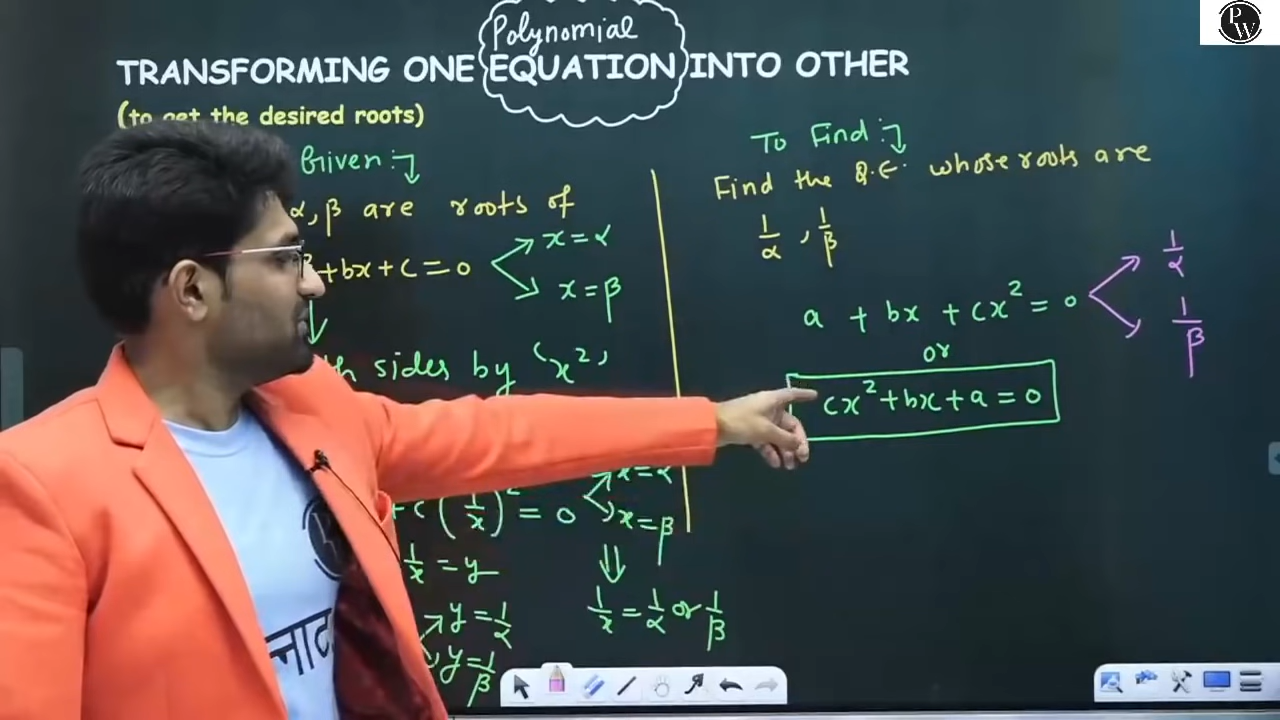 PW
Polynomial
TRANSFORMING ONE EQUATION INTO OTHER
(to get the desired roots)
Given :
α, β are roots of
+bx+c=0
x=α
x=β
sides by 'x²'
+c(1/x)²=0
x=α
x=β
1/x=y
1/x=1/α or 1/β
y=1/α
y=1/β
To Find :
Find the Q.E. whose roots are
1/α , 1/β
a + bx + cx² = 0
1/α
1/β
or
cx²+bx+a=0